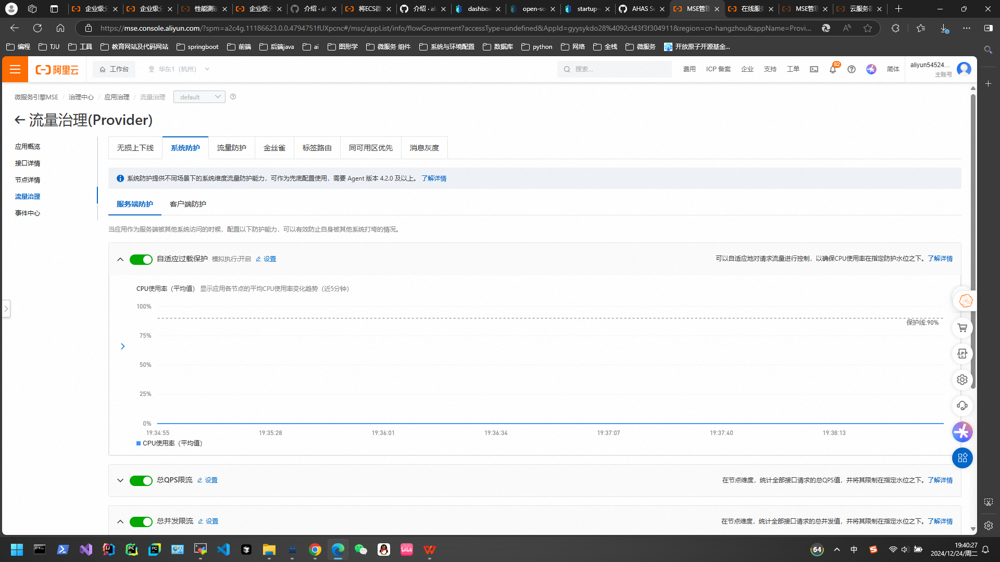 企业级分
企业级分
性能测试
企业级分
介绍 · ali
将ECS微
介绍 · ali
dashboa
open-so
startup-
AHAS Se
MSE管理
在线服务
MSE管理
云服务器
https://mse.console.aliyun.com/?spm=a2c4g.11186623.0.0.4794751fUXpcnc#/msc/appList/info/flowGovernment?accessType=undefined&AppId=gyysykdo28%4092cf43f3f304911&region=cn-hangzhou&appName=Provi...
编程
TJU
工具
教育网站及代码网站
springboot
前端
后端java
ai
图形学
微服务 组件
系统与环境配置
数据库
python
网络
全栈
微服务
开放原子开源基金...
阿里云
工作台
华东1（杭州）
搜索...
费用
ICP 备案
企业
支持
工单
82
简体
aliyun54524...
主账号
微服务引擎MSE / 治理中心 / 应用治理 / 流量治理
default
流量治理(Provider)
应用概览
接口详情
节点详情
流量治理
事件中心
无损上下线
系统防护
流量防护
金丝雀
标签路由
同可用区优先
消息灰度
系统防护提供不同场景下的系统维度流量防护能力，可作为兜底配置使用，需要 Agent 版本 4.2.0 及以上。 了解详情
服务端防护
客户端防护
当应用作为服务端被其他系统访问的时候，配置以下防护能力，可以有效防止自身被其他系统打垮的情况。
自适应过载保护 模拟执行:开启 设置
可以自适应地对请求流量进行控制，以确保CPU使用率在指定防护水位之下。了解详情
CPU使用率（平均值） 显示应用各节点的平均CPU使用率变化趋势（近5分钟）
100%
保护线:90%
75%
50%
25%
0%
19:34:55
19:35:28
19:36:01
19:36:34
19:37:07
19:37:40
19:38:13
CPU使用率（平均值）
APP
总QPS限流 设置
在节点维度，统计全部接口请求的总QPS值，并将其限制在指定水位之下。了解详情
总并发限流 设置
在节点维度，统计全部接口请求的总并发值，并将其限制在指定水位之下。了解详情
64
中
19:40:27
2024/12/24/周二